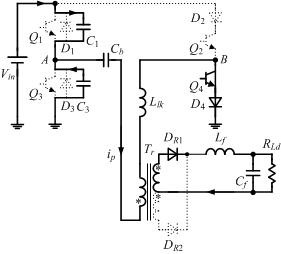 D2
Q1
D1
C1
Cb
Q2
A
B
Vin
Q3
D3
C3
Q4
D4
Llk
ip
Tr
DR1
Lf
RLd
Cf
*
*
*
DR2